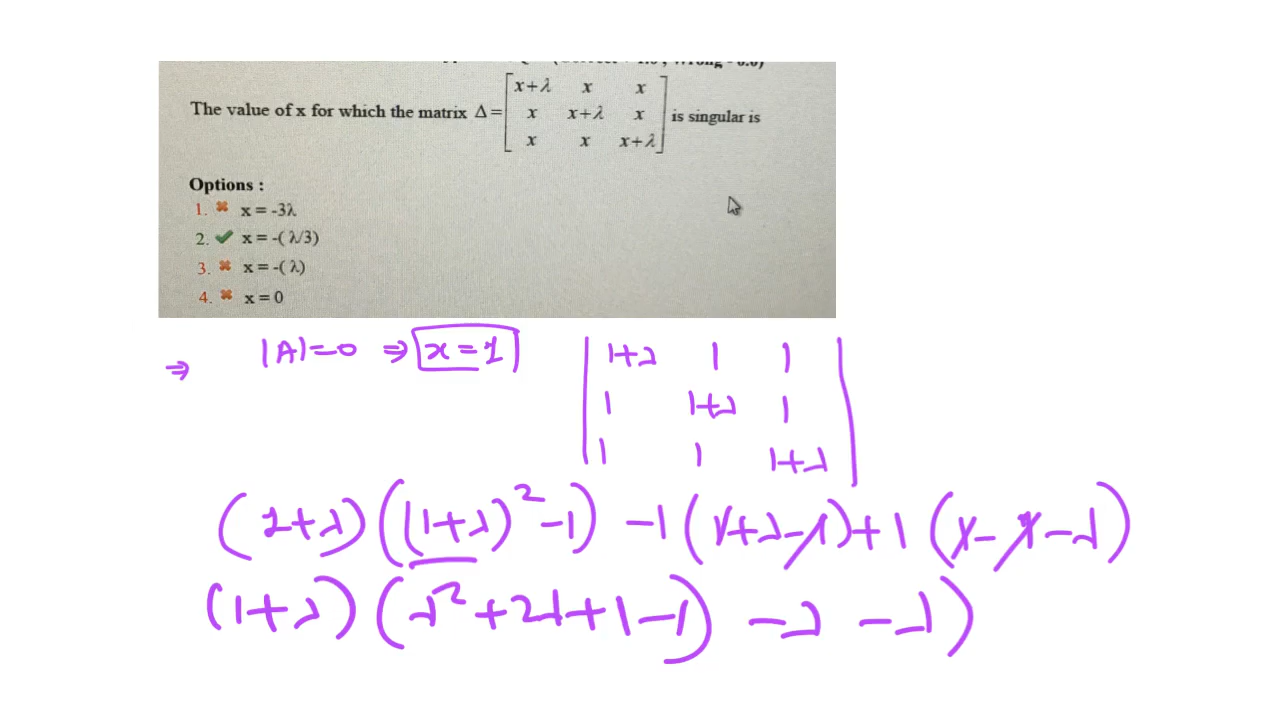 The value of x for which the matrix Δ= [ x+λ x x is singular is
x x+λ x
x x x+λ ]
Options :
1. ✖ x = -3λ
2. ✔ x = -( λ/3)
3. ✖ x = -( λ)
4. ✖ x = 0
⇒ |A|=0 ⇒ x = 1
| 1+λ 1 1 |
| 1 1+λ 1 |
| 1 1 1+λ |
(1+λ)((1+λ)²-1) -1(1+λ-1)+1(1-1-λ)
(1+λ)(λ²+2λ+1-1) -λ -λ)